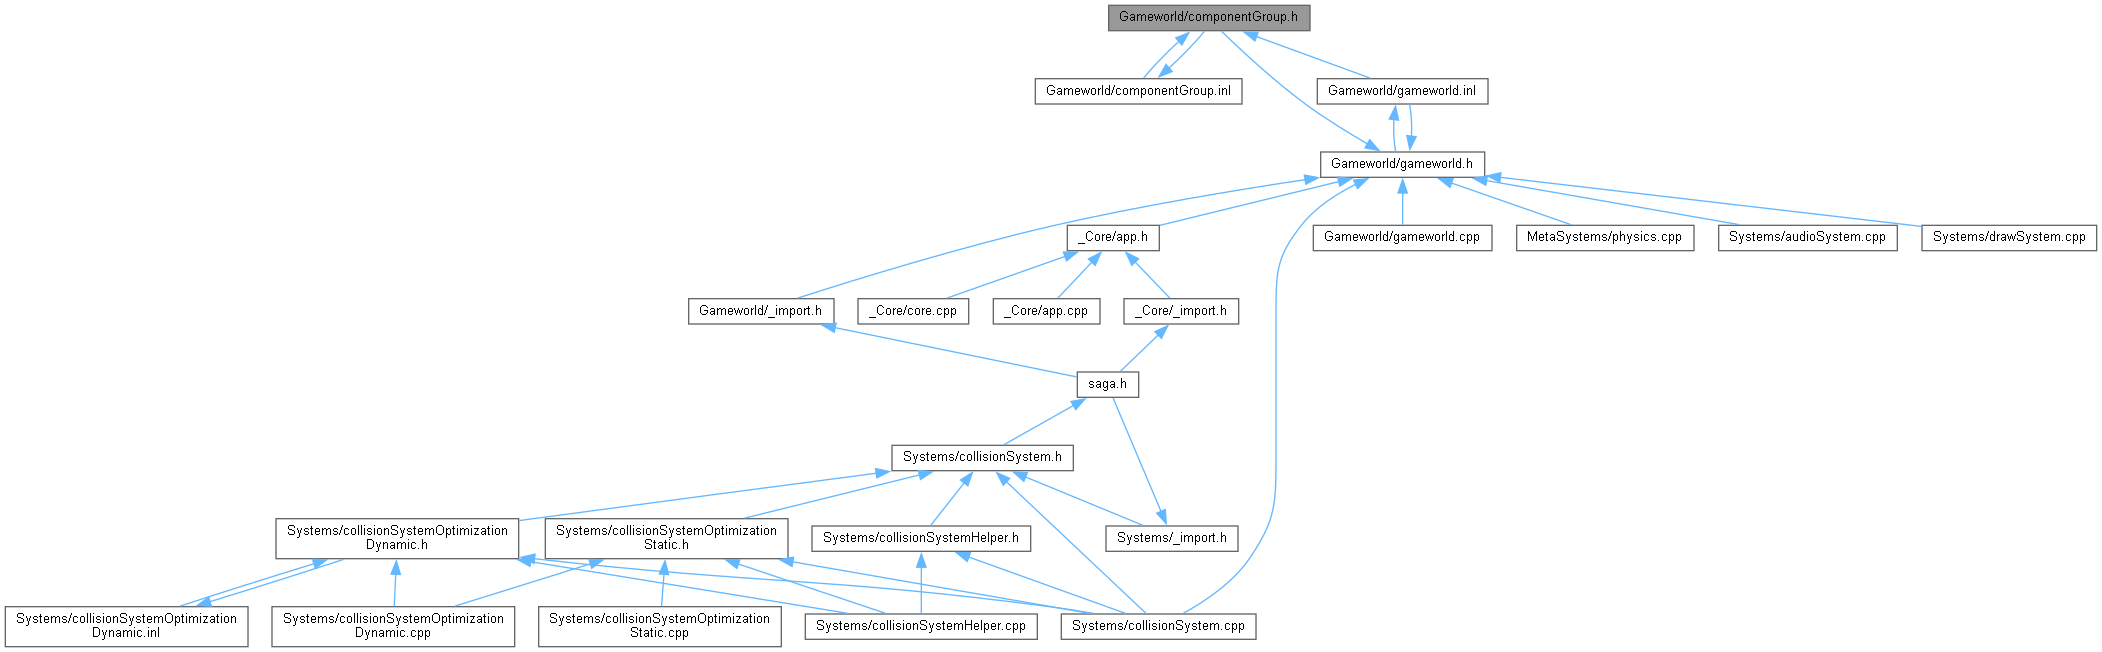 Gameworld/componentGroup.h
Gameworld/componentGroup.inl
Gameworld/gameworld.inl
Gameworld/gameworld.h
_Core/app.h
Gameworld/gameworld.cpp
MetaSystems/physics.cpp
Systems/audioSystem.cpp
Systems/drawSystem.cpp
Gameworld/_import.h
_Core/core.cpp
_Core/app.cpp
_Core/_import.h
saga.h
Systems/collisionSystem.h
Systems/collisionSystemOptimization
Dynamic.h
Systems/collisionSystemOptimization
Static.h
Systems/collisionSystemHelper.h
Systems/_import.h
Systems/collisionSystemOptimization
Dynamic.inl
Systems/collisionSystemOptimization
Dynamic.cpp
Systems/collisionSystemOptimization
Static.cpp
Systems/collisionSystemHelper.cpp
Systems/collisionSystem.cpp